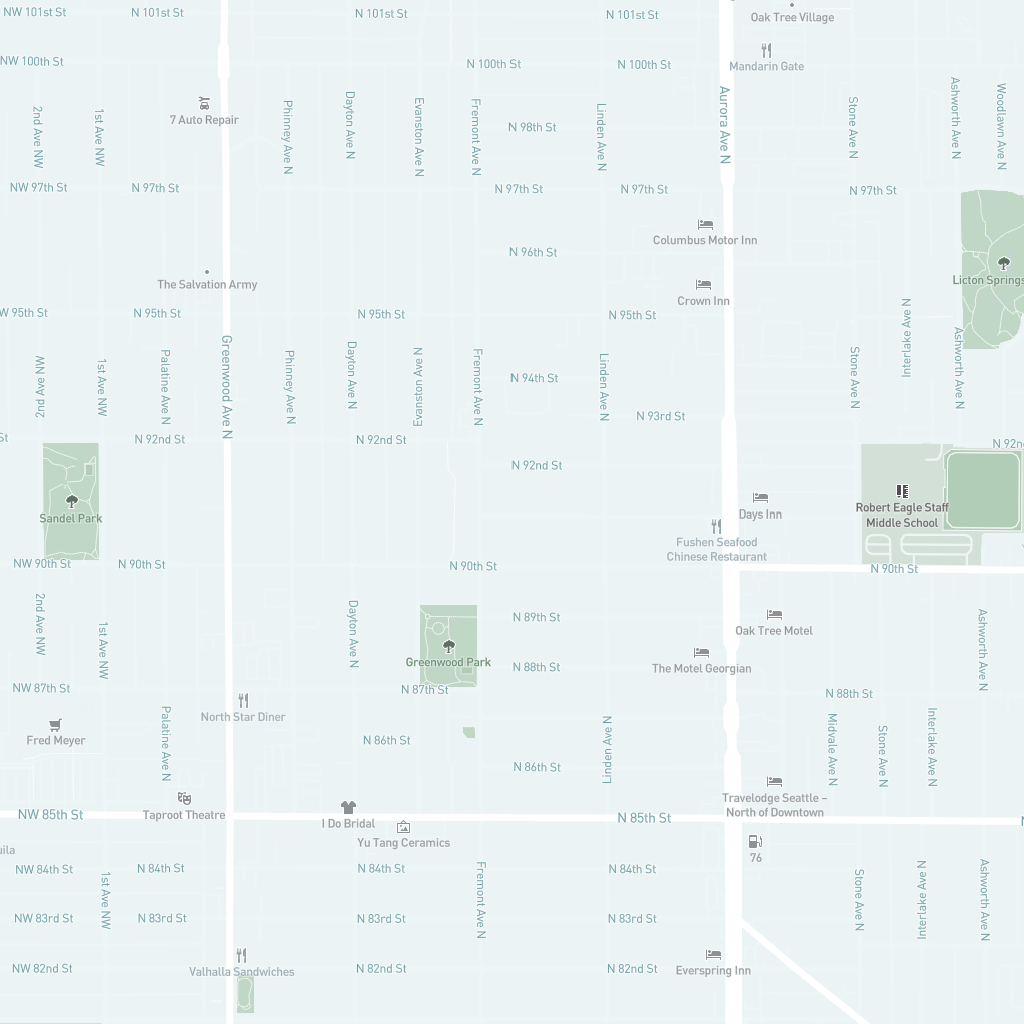 NW 101st St
N 101st St
N 101st St
N 101st St
Oak Tree Village
NW 100th St
N 100th St
N 100th St
Mandarin Gate
2nd Ave NW
1st Ave NW
7 Auto Repair
Phinney Ave N
Dayton Ave N
Evanston Ave N
Fremont Ave N
N 98th St
Linden Ave N
Aurora Ave N
Stone Ave N
Ashworth Ave N
Woodlawn Ave N
NW 97th St
N 97th St
N 97th St
N 97th St
N 97th St
Columbus Motor Inn
N 96th St
The Salvation Army
Licton Springs
Crown Inn
W 95th St
N 95th St
N 95th St
N 95th St
Interlake Ave N
2nd Ave NW
1st Ave NW
Palatine Ave N
Greenwood Ave N
Phinney Ave N
Dayton Ave N
Evanston Ave N
Fremont Ave N
N 94th St
Linden Ave N
Stone Ave N
Ashworth Ave N
N 93rd St
St
N 92nd St
N 92nd St
N 92nd
N 92nd St
Sandel Park
Days Inn
Robert Eagle Staff
Middle School
Fushen Seafood
Chinese Restaurant
NW 90th St
N 90th St
N 90th St
N 90th St
2nd Ave NW
1st Ave NW
Dayton Ave N
N 89th St
Oak Tree Motel
Ashworth Ave N
Greenwood Park
N 88th St
The Motel Georgian
NW 87th St
N 87th St
N 88th St
North Star Diner
Fred Meyer
Palatine Ave N
N 86th St
Linden Ave N
Midvale Ave N
Stone Ave N
Interlake Ave N
N 86th St
Travelodge Seattle –
North of Downtown
NW 85th St
Taproot Theatre
I Do Bridal
N 85th St
N
Yu Tang Ceramics
uila
76
NW 84th St
N 84th St
N 84th St
N 84th St
1st Ave NW
Fremont Ave N
Stone Ave N
Interlake Ave N
Ashworth Ave N
NW 83rd St
N 83rd St
N 83rd St
N 83rd St
NW 82nd St
Valhalla Sandwiches
N 82nd St
N 82nd St
Everspring Inn